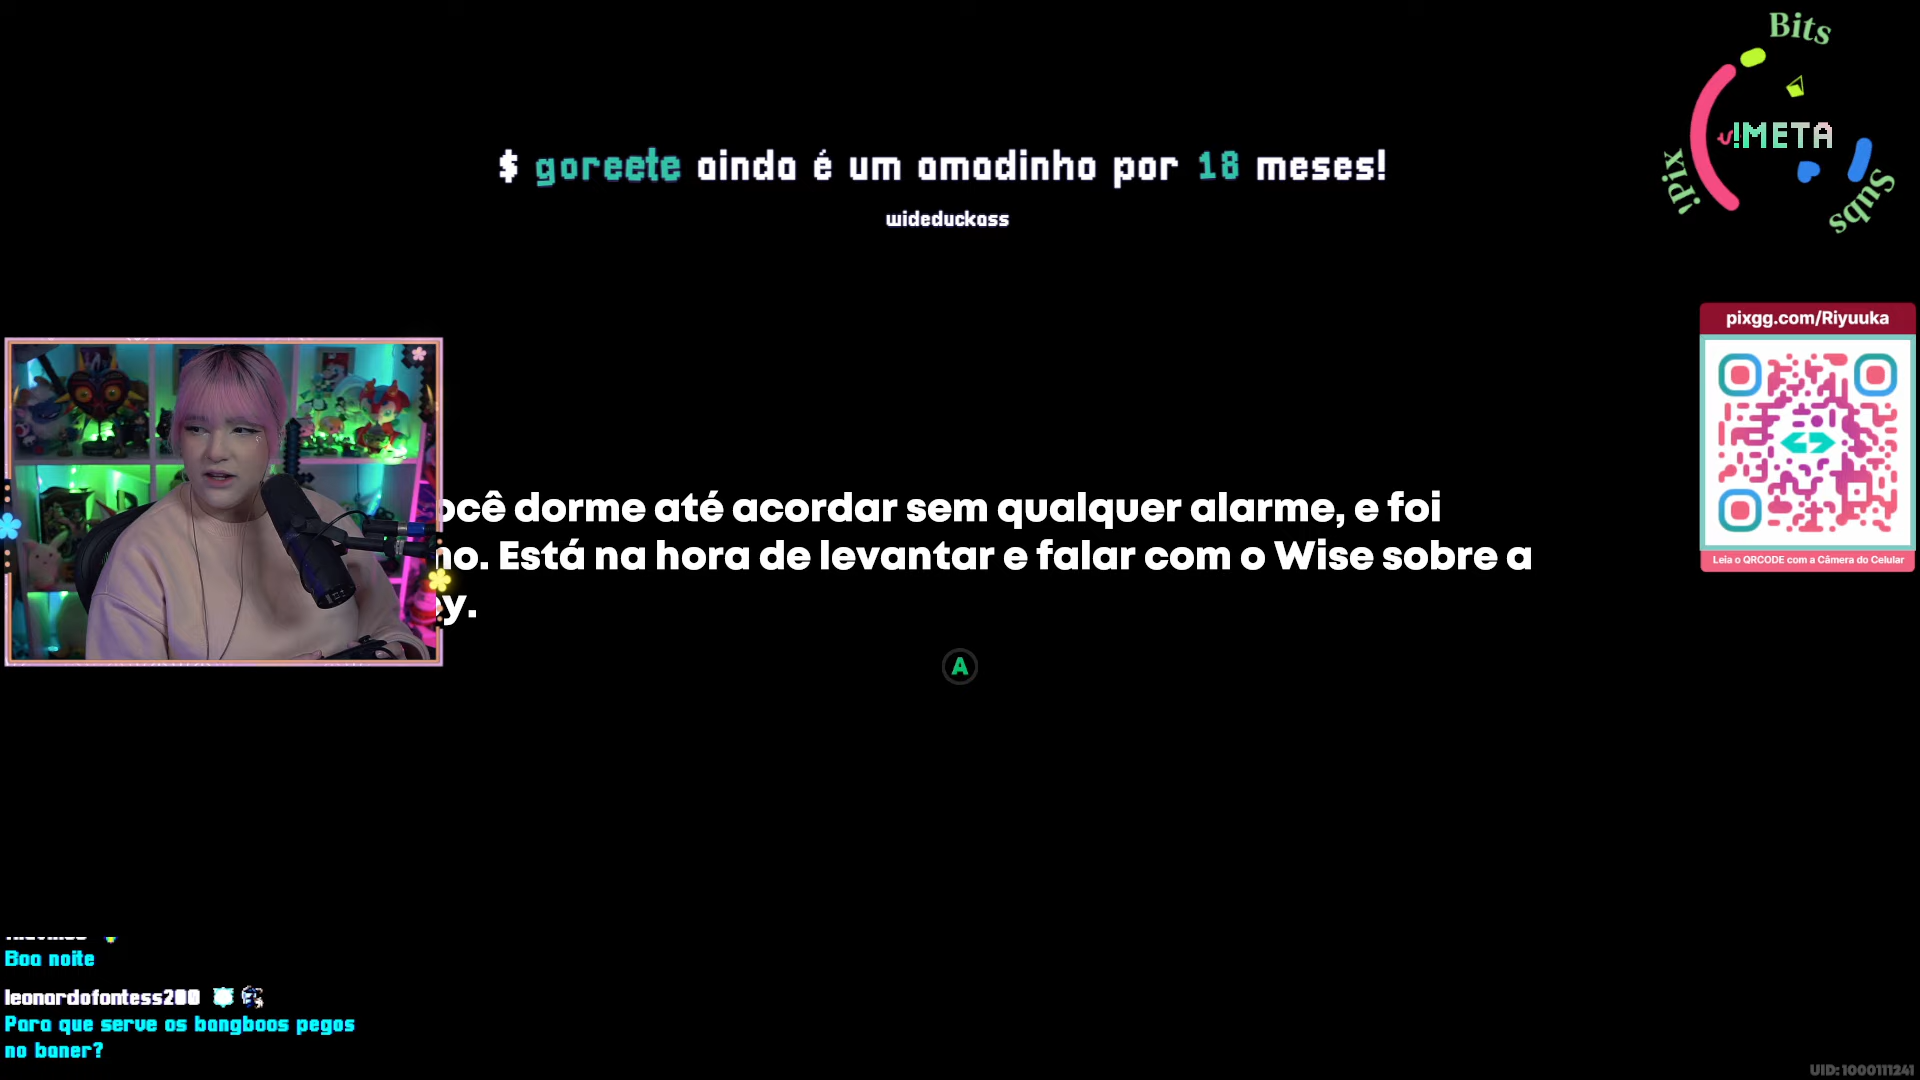 Bits
$ goreete ainda é um amadinho por 18 meses!
wideduckass
!META
!pix
Subs
pixgg.com/Riyuuka
Leia o QRCODE com a Câmera do Celular
ocê dorme até acordar sem qualquer alarme, e foi
no. Está na hora de levantar e falar com o Wise sobre a
y.
A
Boa noite
leonardofontess200
Para que serve os bangboos pegos
no baner?
UID: 1000111241